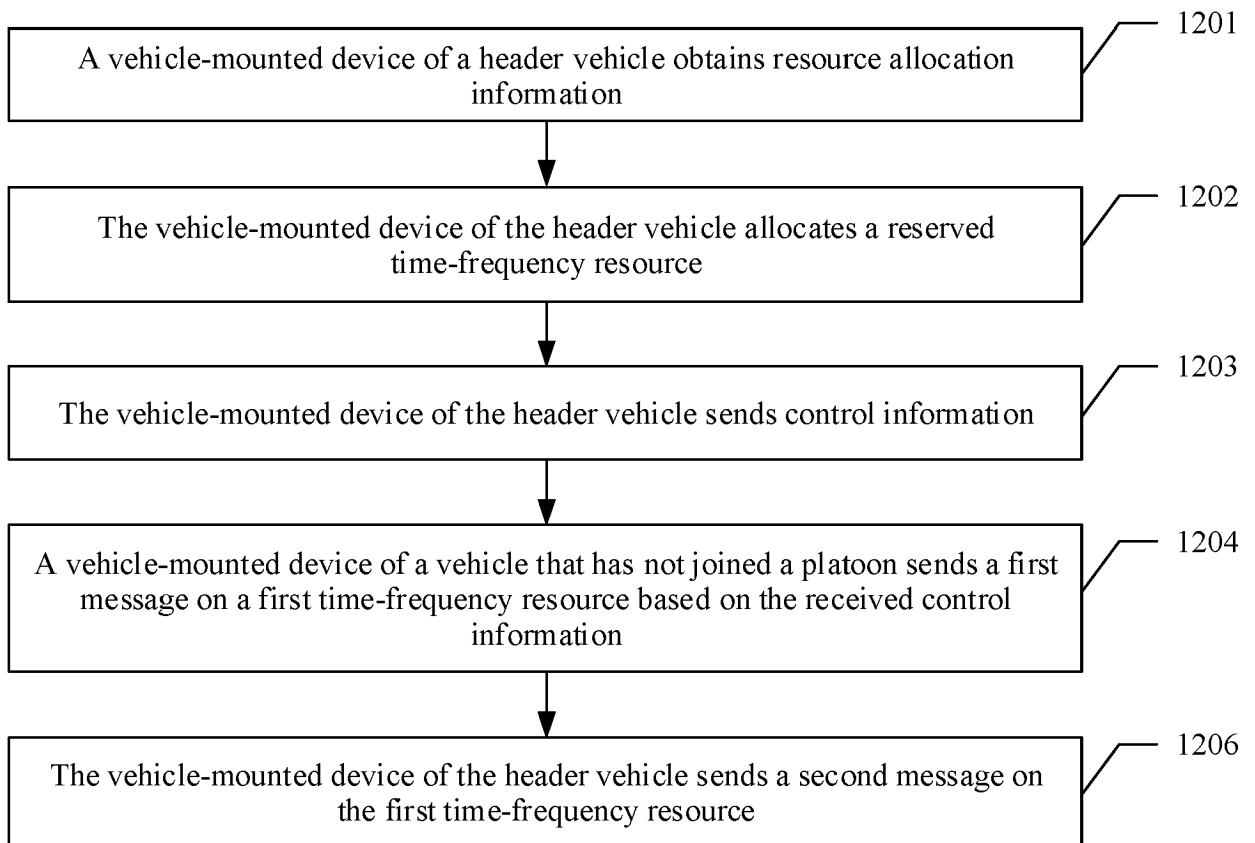 1201
A vehicle-mounted device of a header vehicle obtains resource allocation
information
1202
The vehicle-mounted device of the header vehicle allocates a reserved
time-frequency resource
1203
The vehicle-mounted device of the header vehicle sends control information
1204
A vehicle-mounted device of a vehicle that has not joined a platoon sends a first
message on a first time-frequency resource based on the received control
information
1206
The vehicle-mounted device of the header vehicle sends a second message on
the first time-frequency resource